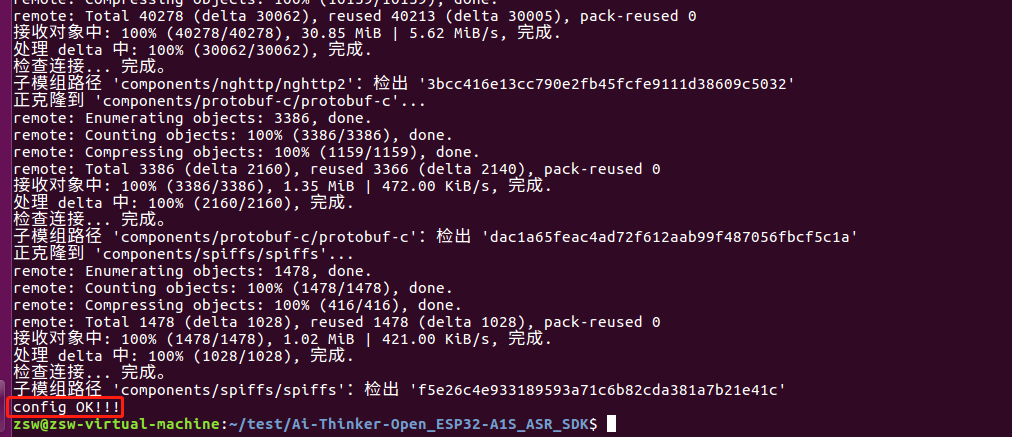 remote: Compressing objects: 100% (10159/10159), done.
remote: Total 40278 (delta 30062), reused 40213 (delta 30005), pack-reused 0
接收对象中: 100% (40278/40278), 30.85 MiB | 5.62 MiB/s, 完成.
处理 delta 中: 100% (30062/30062), 完成.
检查连接... 完成。
子模组路径 'components/nghttp/nghttp2': 检出 '3bcc416e13cc790e2fb45fcfe9111d38609c5032'
正克隆到 'components/protobuf-c/protobuf-c'...
remote: Enumerating objects: 3386, done.
remote: Counting objects: 100% (3386/3386), done.
remote: Compressing objects: 100% (1159/1159), done.
remote: Total 3386 (delta 2160), reused 3366 (delta 2140), pack-reused 0
接收对象中: 100% (3386/3386), 1.35 MiB | 472.00 KiB/s, 完成.
处理 delta 中: 100% (2160/2160), 完成.
检查连接... 完成。
子模组路径 'components/protobuf-c/protobuf-c': 检出 'dac1a65feac4ad72f612aab99f487056fbcf5c1a'
正克隆到 'components/spiffs/spiffs'...
remote: Enumerating objects: 1478, done.
remote: Counting objects: 100% (1478/1478), done.
remote: Compressing objects: 100% (416/416), done.
remote: Total 1478 (delta 1028), reused 1478 (delta 1028), pack-reused 0
接收对象中: 100% (1478/1478), 1.02 MiB | 421.00 KiB/s, 完成.
处理 delta 中: 100% (1028/1028), 完成.
检查连接... 完成。
子模组路径 'components/spiffs/spiffs': 检出 'f5e26c4e933189593a71c6b82cda381a7b21e41c'
config OK!!!
zsw@zsw-virtual-machine:~/test/Ai-Thinker-Open_ESP32-A1S_ASR_SDK$